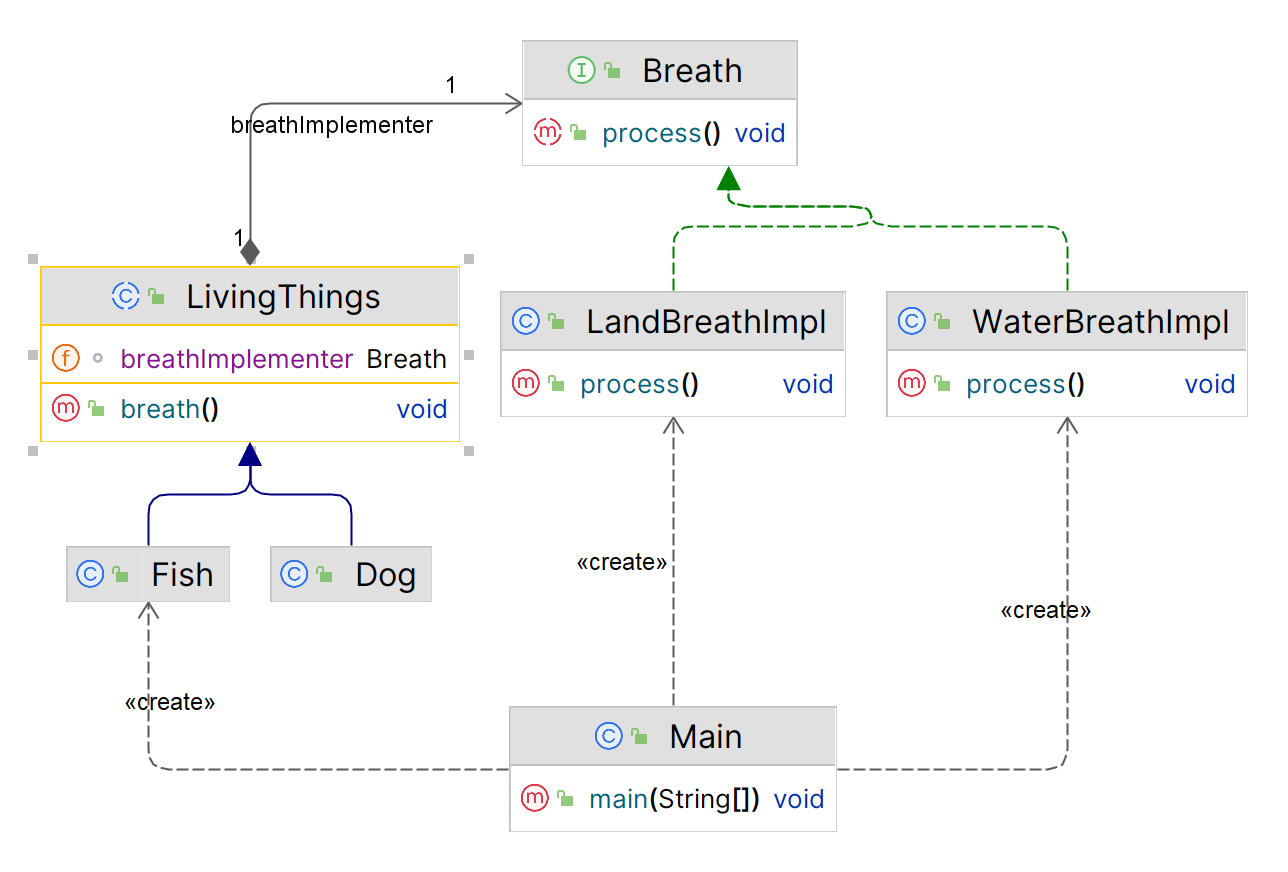 I Breath
m process() void
1
breathImplementer
1
C LivingThings
f breathImplementer Breath
m breath() void
C LandBreathImpl
m process() void
C WaterBreathImpl
m process() void
C Fish
C Dog
«create»
«create»
«create»
C Main
m main(String[]) void